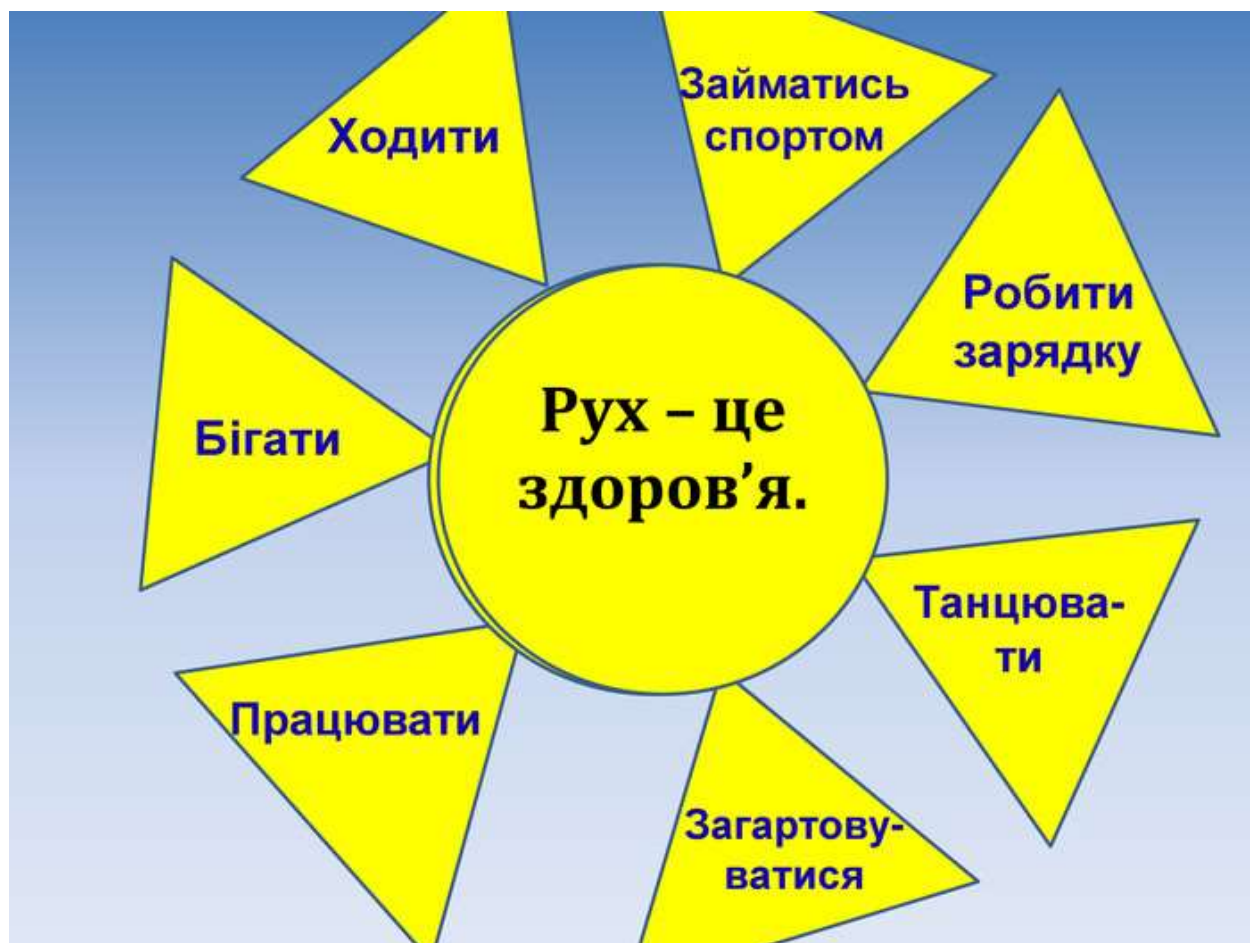 Ходити
Займатись
спортом
Робити
зарядку
Бігати
Рух – це
здоров’я.
Танцюва-
ти
Працювати
Загартову-
ватися